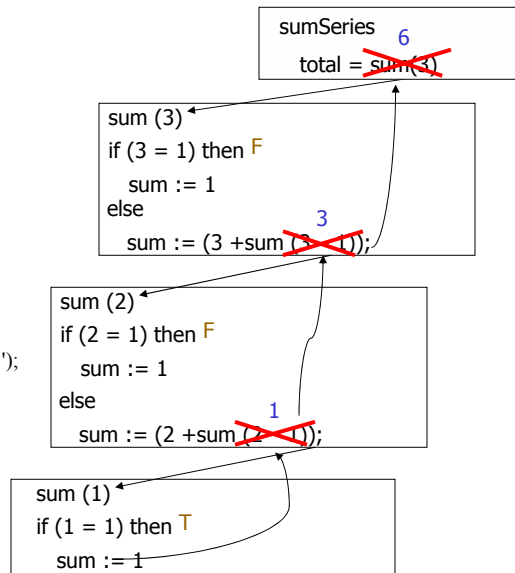 sumSeries
6
total = sum(3)
sum (3)
if (3 = 1) then F
sum := 1
else
3
sum := (3 +sum (3 – 1));
sum (2)
if (2 = 1) then F
');
sum := 1
else
1
sum := (2 +sum (2 – 1));
sum (1)
if (1 = 1) then T
sum := 1